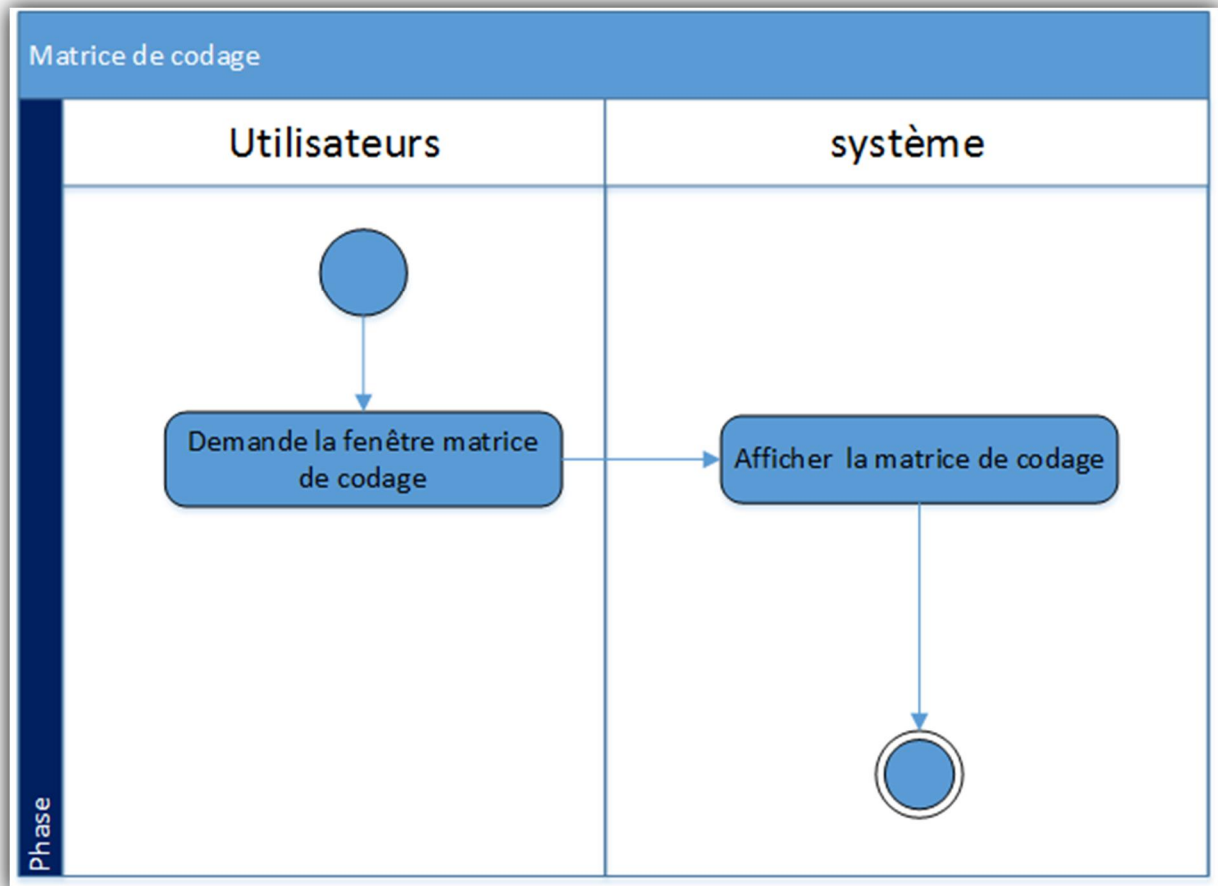 Matrice de codage
Utilisateurs
système
Demande la fenêtre matrice
de codage
Afficher la matrice de codage
Phase